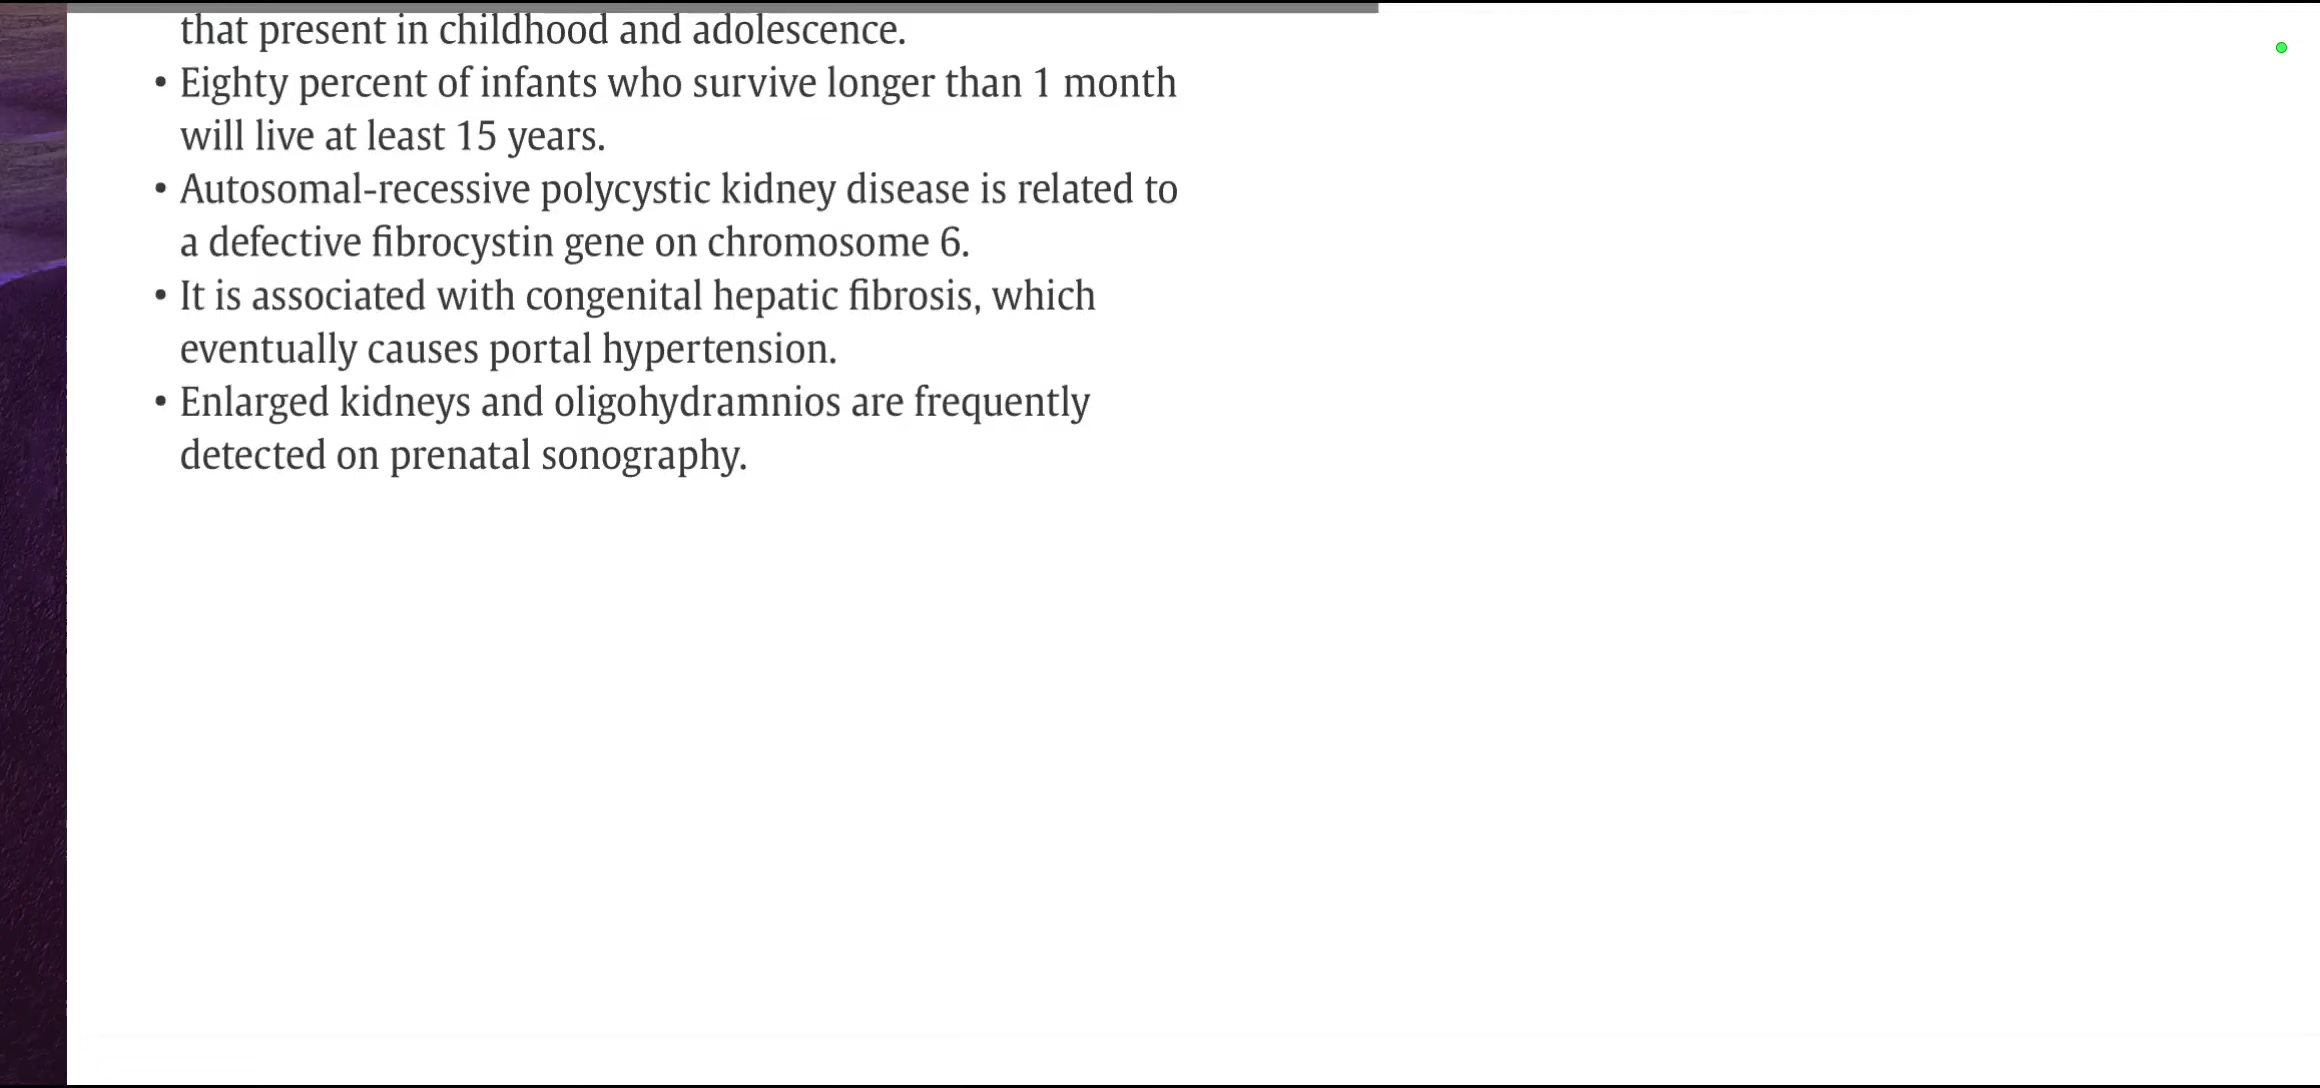 that present in childhood and adolescence.
• Eighty percent of infants who survive longer than 1 month
will live at least 15 years.
• Autosomal-recessive polycystic kidney disease is related to
a defective fibrocystin gene on chromosome 6.
• It is associated with congenital hepatic fibrosis, which
eventually causes portal hypertension.
• Enlarged kidneys and oligohydramnios are frequently
detected on prenatal sonography.